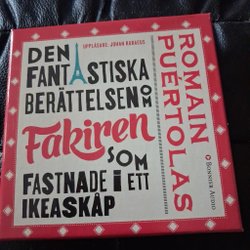 UPPLÄSARE: JOHAN RABAEUS
DEN
FANTASTISKA
BERÄTTELSEN OM
Fakiren
SOM
FASTNADE I ETT
IKEASKÅP
ROMAIN
PUERTOLAS
BONNIER AUDIO